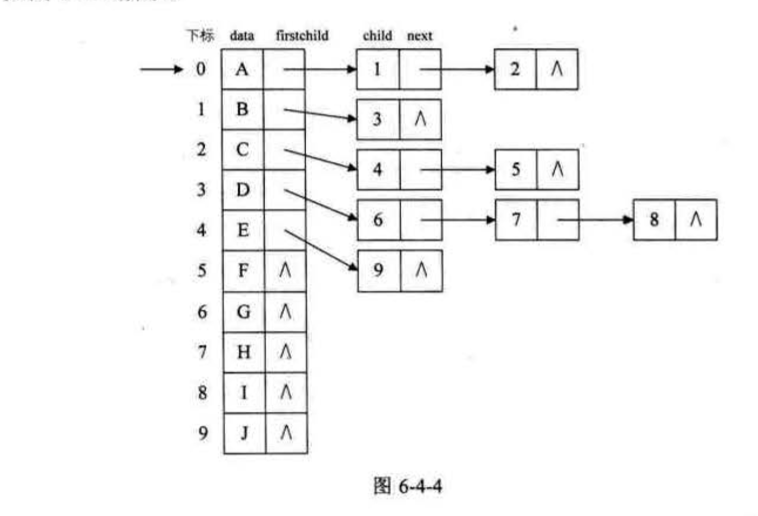 下标 data firstchild child next
0 A 1 2 Λ
1 B 3 Λ
2 C 4 5 Λ
3 D 6 7 8 Λ
4 E 9 Λ
5 F Λ
6 G Λ
7 H Λ
8 I Λ
9 J Λ
图 6-4-4